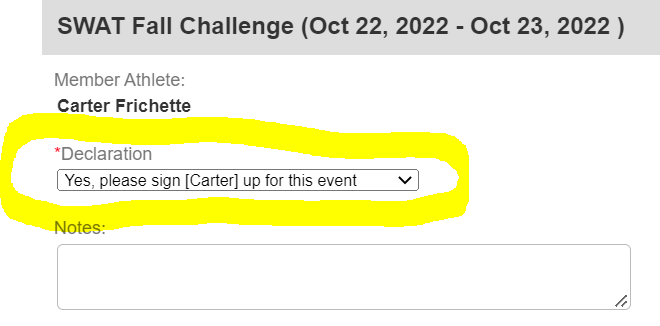 SWAT Fall Challenge (Oct 22, 2022 - Oct 23, 2022 )
Member Athlete:
Carter Frichette
*Declaration
Yes, please sign [Carter] up for this event
Notes: